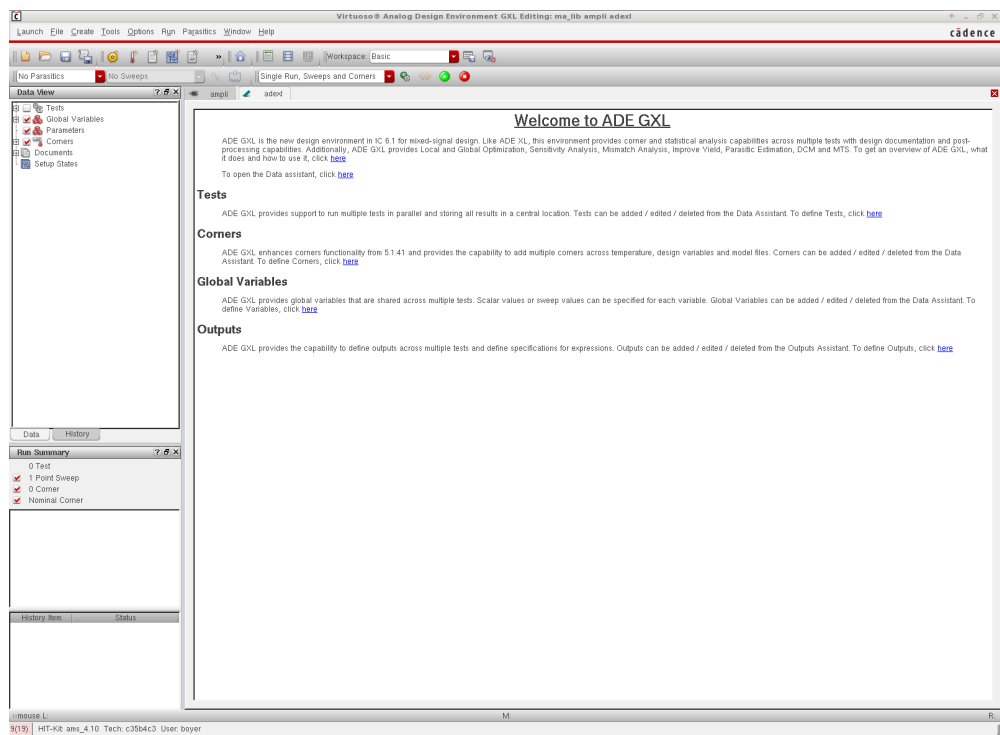 Virtuoso® Analog Design Environment GXL Editing: ma_lib ampli adexl
Launch File Create Tools Options Run Parasitics Window Help
cādence
» Workspace: Basic
No Parasitics No Sweeps Single Run, Sweeps and Corners
Data View
ampli adexl
Tests
Global Variables
Parameters
Corners
Documents
Setup States
Data History
Run Summary
0 Test
1 Point Sweep
0 Corner
Nominal Corner
History Item Status
Welcome to ADE GXL
ADE GXL is the new design environment in IC 6.1 for mixed-signal design. Like ADE XL, this environment provides corner and statistical analysis capabilities across multiple tests with design documentation and post-
processing capabilities. Additionally, ADE GXL provides Local and Global Optimization, Sensitivity Analysis, Mismatch Analysis, Improve Yield, Parasitic Estimation, DCM and MTS. To get an overview of ADE GXL, what
it does and how to use it, click here
To open the Data assistant, click here
Tests
ADE GXL provides support to run multiple tests in parallel and storing all results in a central location. Tests can be added / edited / deleted from the Data Assistant. To define Tests, click here
Corners
ADE GXL enhances corners functionality from 5.1.41 and provides the capability to add multiple corners across temperature, design variables and model files. Corners can be added / edited / deleted from the Data
Assistant. To define Corners, click here
Global Variables
ADE GXL provides global variables that are shared across multiple tests. Scalar values or sweep values can be specified for each variable. Global Variables can be added / edited / deleted from the Data Assistant. To
define Variables, click here
Outputs
ADE GXL provides the capability to define outputs across multiple tests and define specifications for expressions. Outputs can be added / edited / deleted from the Outputs Assistant. To define Outputs, click here
mouse L: M: R:
9(19) HIT-Kit: ams_4.10 Tech: c35b4c3 User: boyer